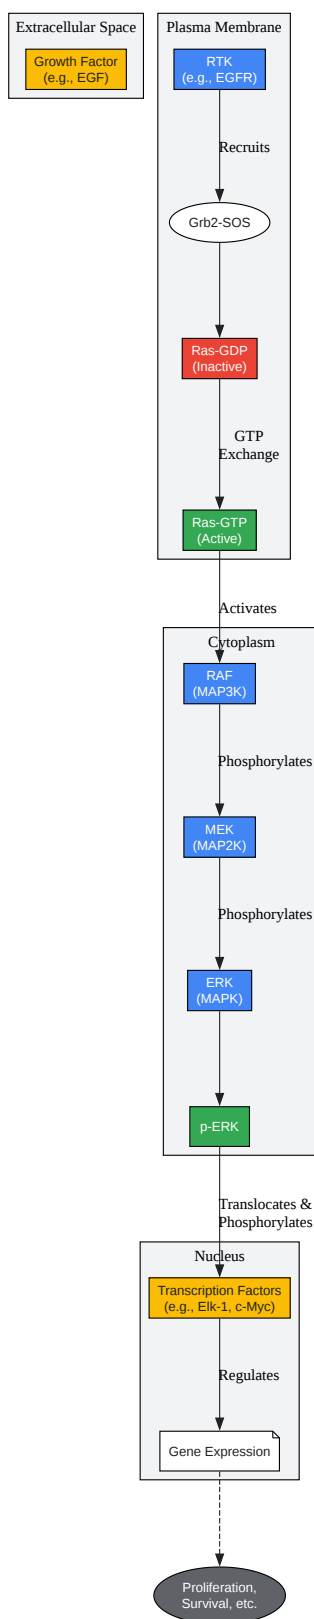 Extracellular Space
Growth Factor
(e.g., EGF)
Plasma Membrane
RTK
(e.g., EGFR)
Recruits
Grb2-SOS
Ras-GDP
(Inactive)
GTP
Exchange
Ras-GTP
(Active)
Activates
Cytoplasm
RAF
(MAP3K)
Phosphorylates
MEK
(MAP2K)
Phosphorylates
ERK
(MAPK)
p-ERK
Translocates &
Phosphorylates
Nucleus
Transcription Factors
(e.g., Elk-1, c-Myc)
Regulates
Gene Expression
Proliferation,
Survival, etc.